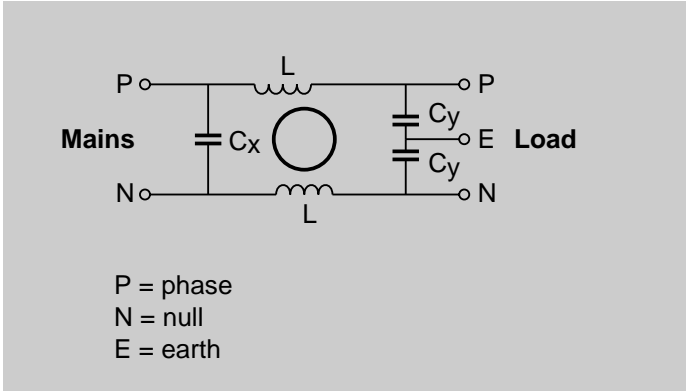 L
P P
Cy
Mains Cx E Load
Cy
N N
L
P = phase
N = null
E = earth